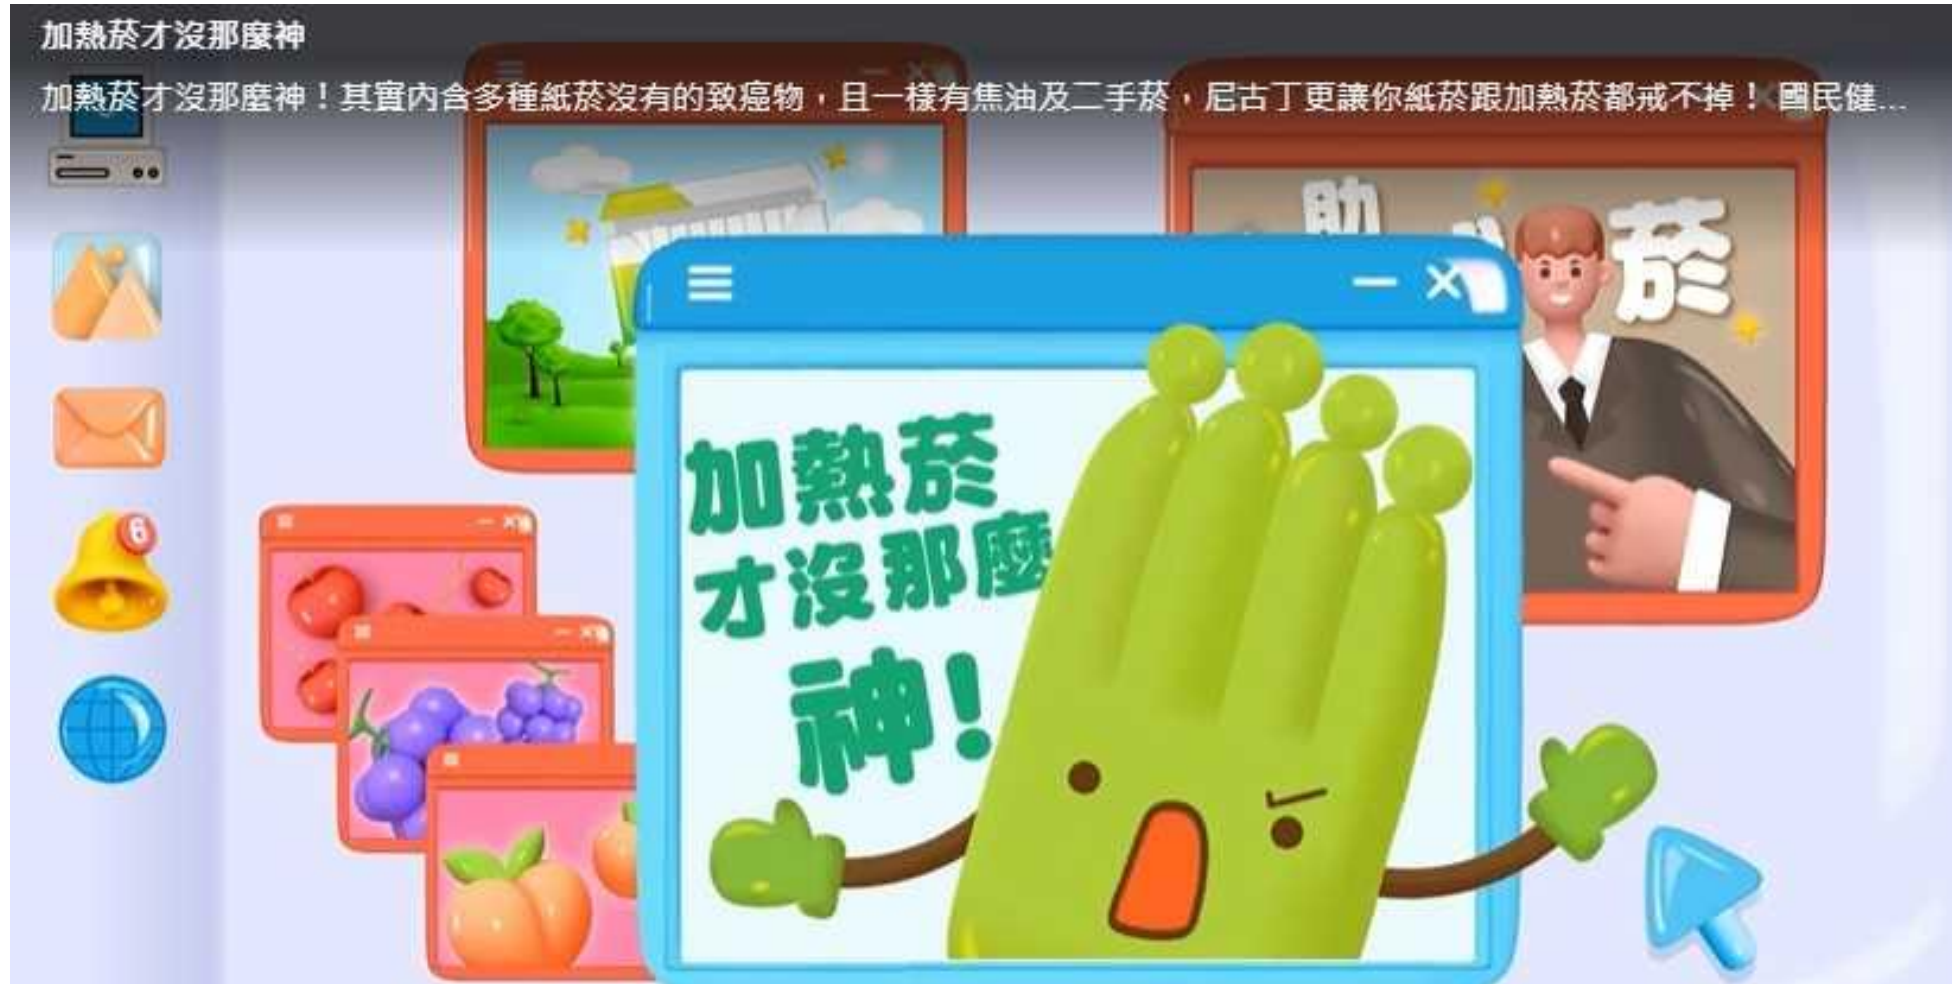 加熱菸才沒那麼神
加熱菸才沒那麼神！其實內含多種紙菸沒有的致癌物，且一樣有焦油及二手菸，尼古丁更讓你紙菸跟加熱菸都戒不掉！ 國民健...
助
菸
加熱菸
才沒那麼
神！
6